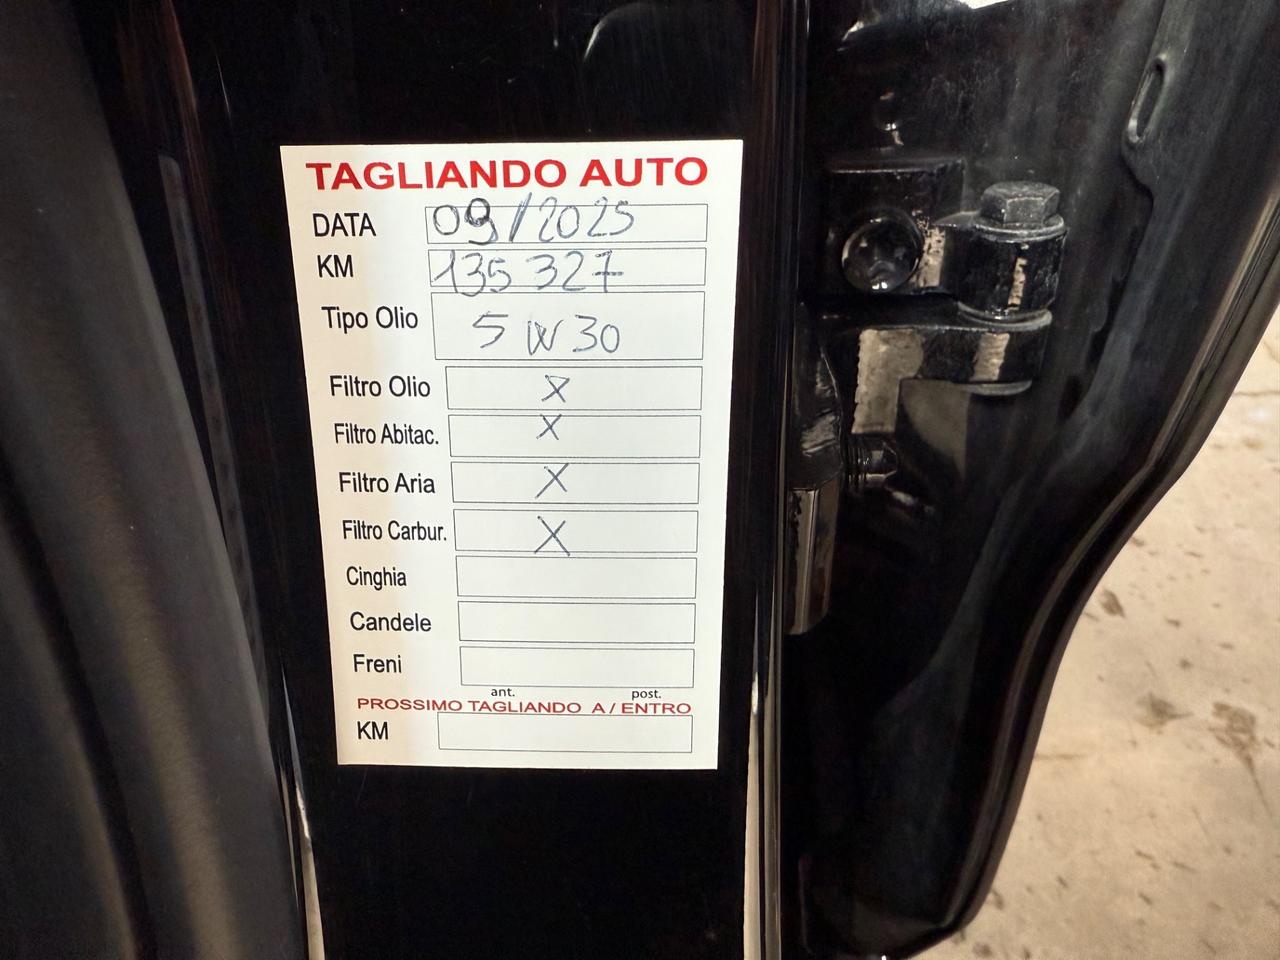 TAGLIANDO AUTO
DATA 09/2025
KM 135 327
Tipo Olio 5W30
Filtro Olio X
Filtro Abitac. X
Filtro Aria X
Filtro Carbur. X
Cinghia
Candele
Freni
ant. post.
PROSSIMO TAGLIANDO A / ENTRO
KM